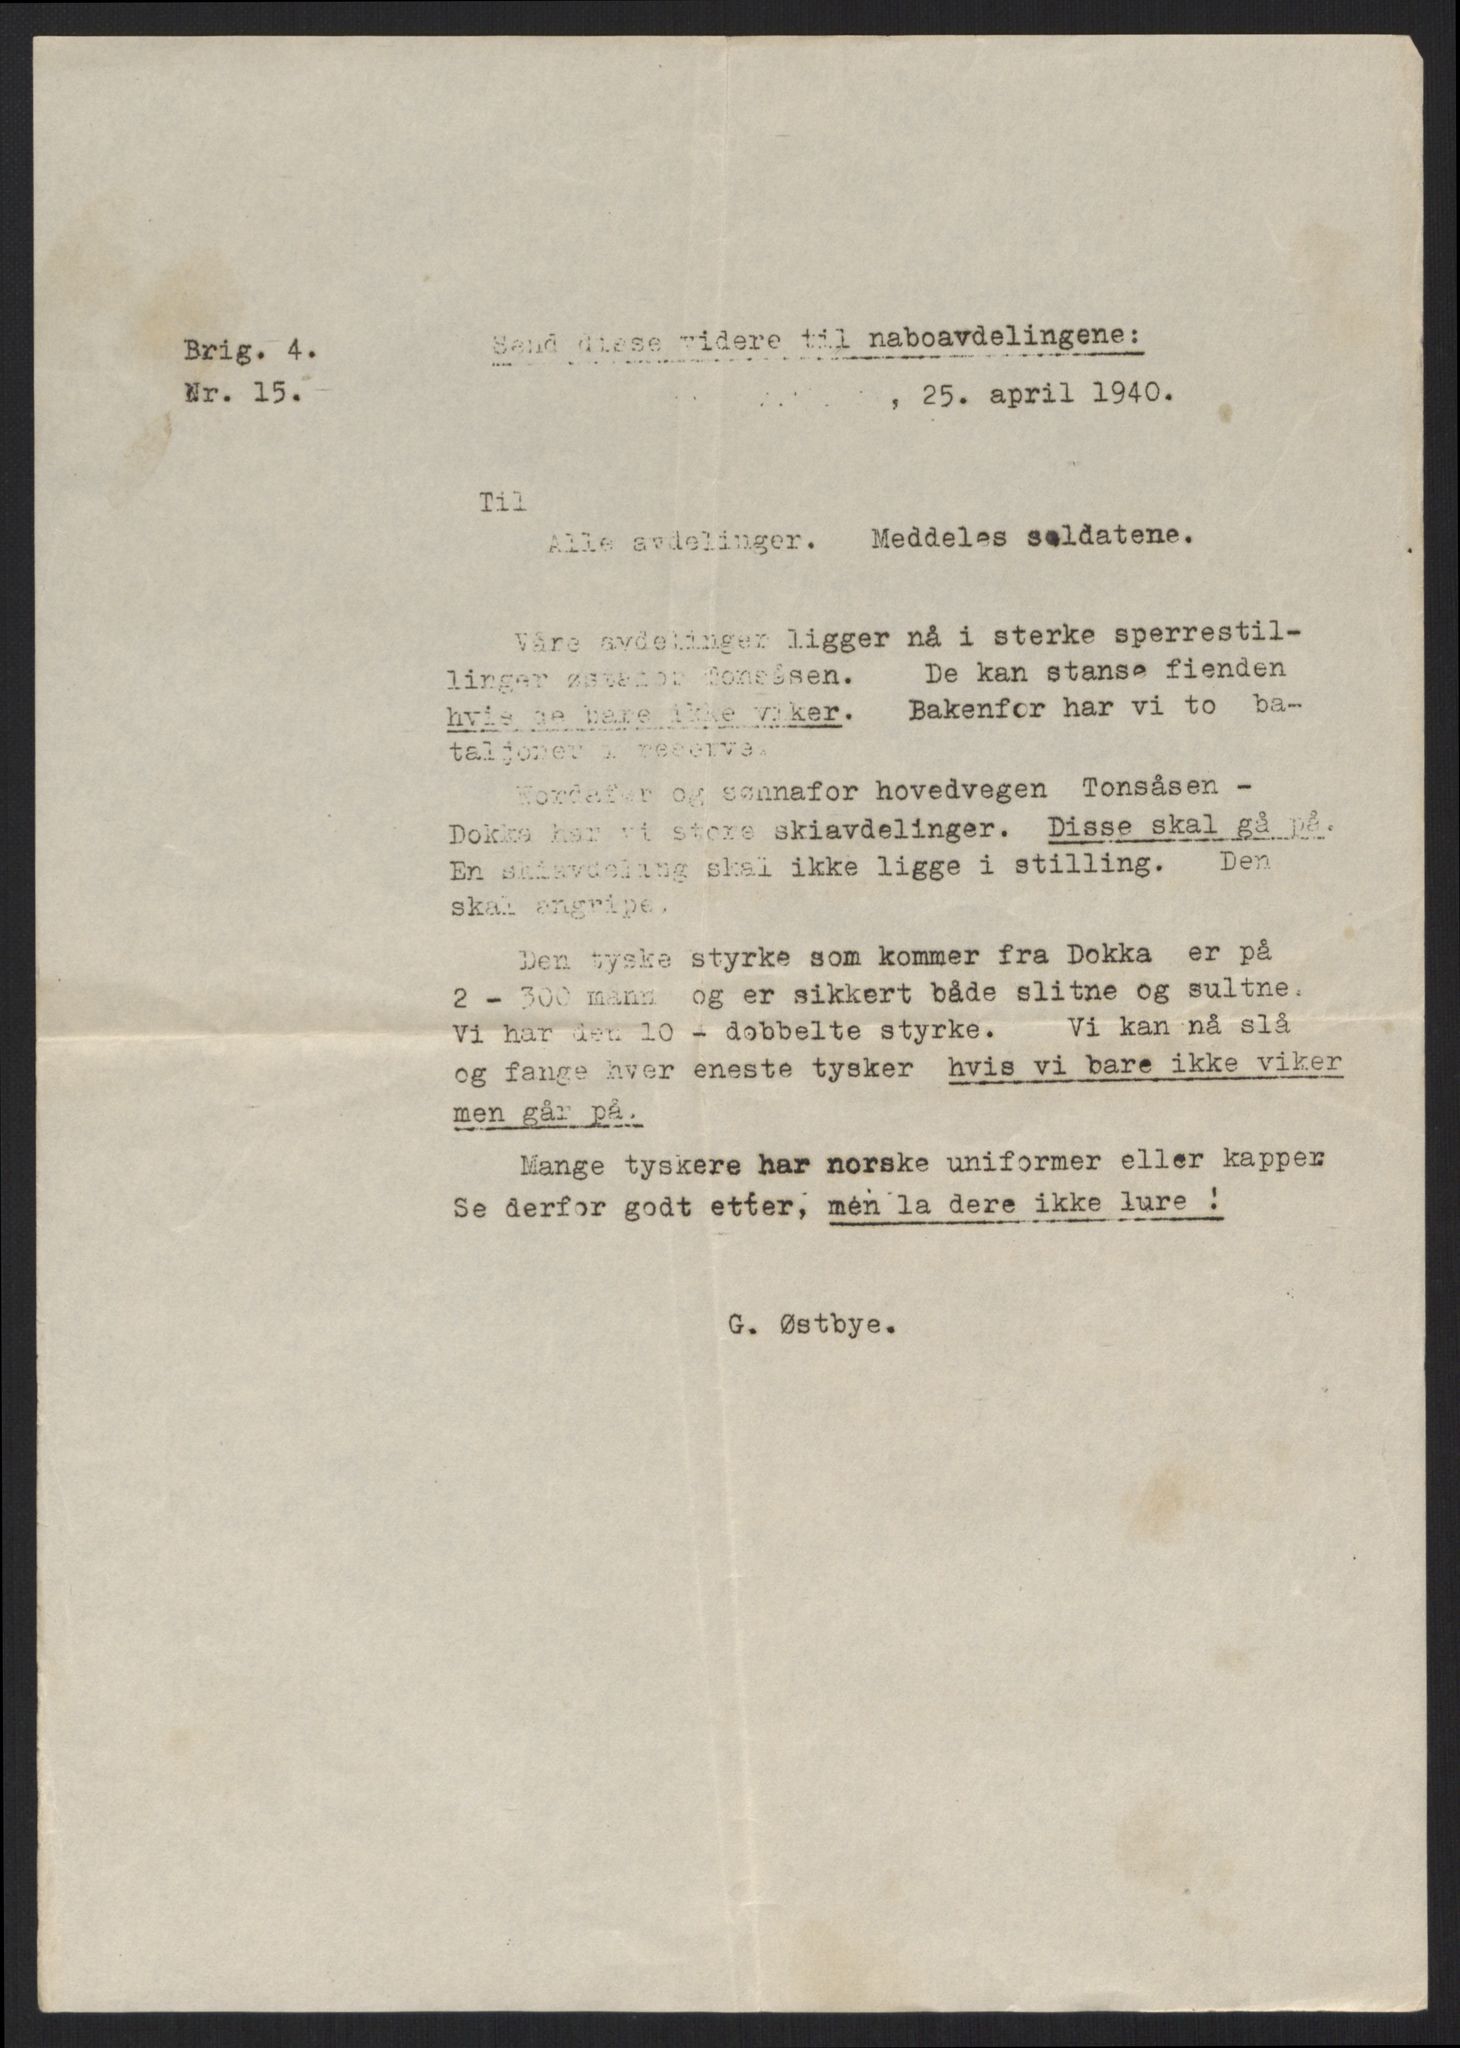 Brig. 4.
Nr. 15.
Send disse videre til naboavdelingene:
, 25. april 1940.
Til
Alle avdelinger. Meddeles soldatene.
Våre avdelinger ligger nå i sterke sperrestil-
linger østafor Tonsåsen. De kan stanse fienden
hvis de bare ikke viker. Bakenfor har vi to ba-
taljoner i reserve.
Nordafor og sønnafor hovedvegen Tonsåsen -
Dokka har vi store skiavdelinger. Disse skal gå på.
En skiavdeling skal ikke ligge i stilling. Den
skal angripe.
Den tyske styrke som kommer fra Dokka er på
2 - 300 mann og er sikkert både slitne og sultne.
Vi har den 10 - dobbelte styrke. Vi kan nå slå
og fange hver eneste tysker hvis vi bare ikke viker
men går på.
Mange tyskere har norske uniformer eller kapper.
Se derfor godt etter, men la dere ikke lure !
G. Østbye.